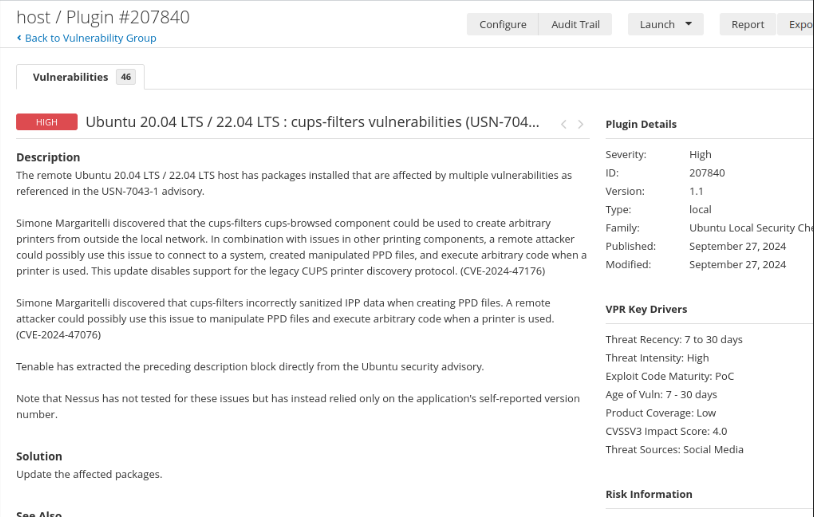 host / Plugin #207840
‹ Back to Vulnerability Group
Configure
Audit Trail
Launch
Report
Expo
Vulnerabilities 46
HIGH
Ubuntu 20.04 LTS / 22.04 LTS : cups-filters vulnerabilities (USN-704...
Description
The remote Ubuntu 20.04 LTS / 22.04 LTS host has packages installed that are affected by multiple vulnerabilities as
referenced in the USN-7043-1 advisory.
Simone Margaritelli discovered that the cups-filters cups-browsed component could be used to create arbitrary
printers from outside the local network. In combination with issues in other printing components, a remote attacker
could possibly use this issue to connect to a system, created manipulated PPD files, and execute arbitrary code when a
printer is used. This update disables support for the legacy CUPS printer discovery protocol. (CVE-2024-47176)
Simone Margaritelli discovered that cups-filters incorrectly sanitized IPP data when creating PPD files. A remote
attacker could possibly use this issue to manipulate PPD files and execute arbitrary code when a printer is used.
(CVE-2024-47076)
Tenable has extracted the preceding description block directly from the Ubuntu security advisory.
Note that Nessus has not tested for these issues but has instead relied only on the application's self-reported version
number.
Solution
Update the affected packages.
See Also
Plugin Details
Severity: High
ID: 207840
Version: 1.1
Type: local
Family: Ubuntu Local Security Che
Published: September 27, 2024
Modified: September 27, 2024
VPR Key Drivers
Threat Recency: 7 to 30 days
Threat Intensity: High
Exploit Code Maturity: PoC
Age of Vuln: 7 - 30 days
Product Coverage: Low
CVSSV3 Impact Score: 4.0
Threat Sources: Social Media
Risk Information